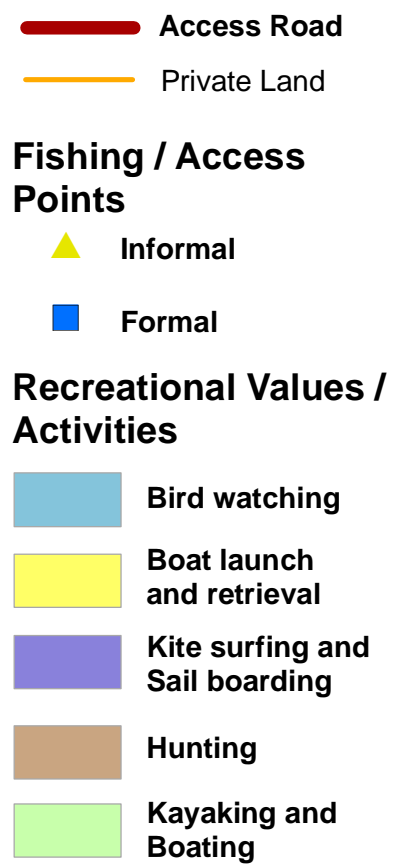 Access Road
Private Land
Fishing / Access
Points
Informal
Formal
Recreational Values /
Activities
Bird watching
Boat launch
and retrieval
Kite surfing and
Sail boarding
Hunting
Kayaking and
Boating